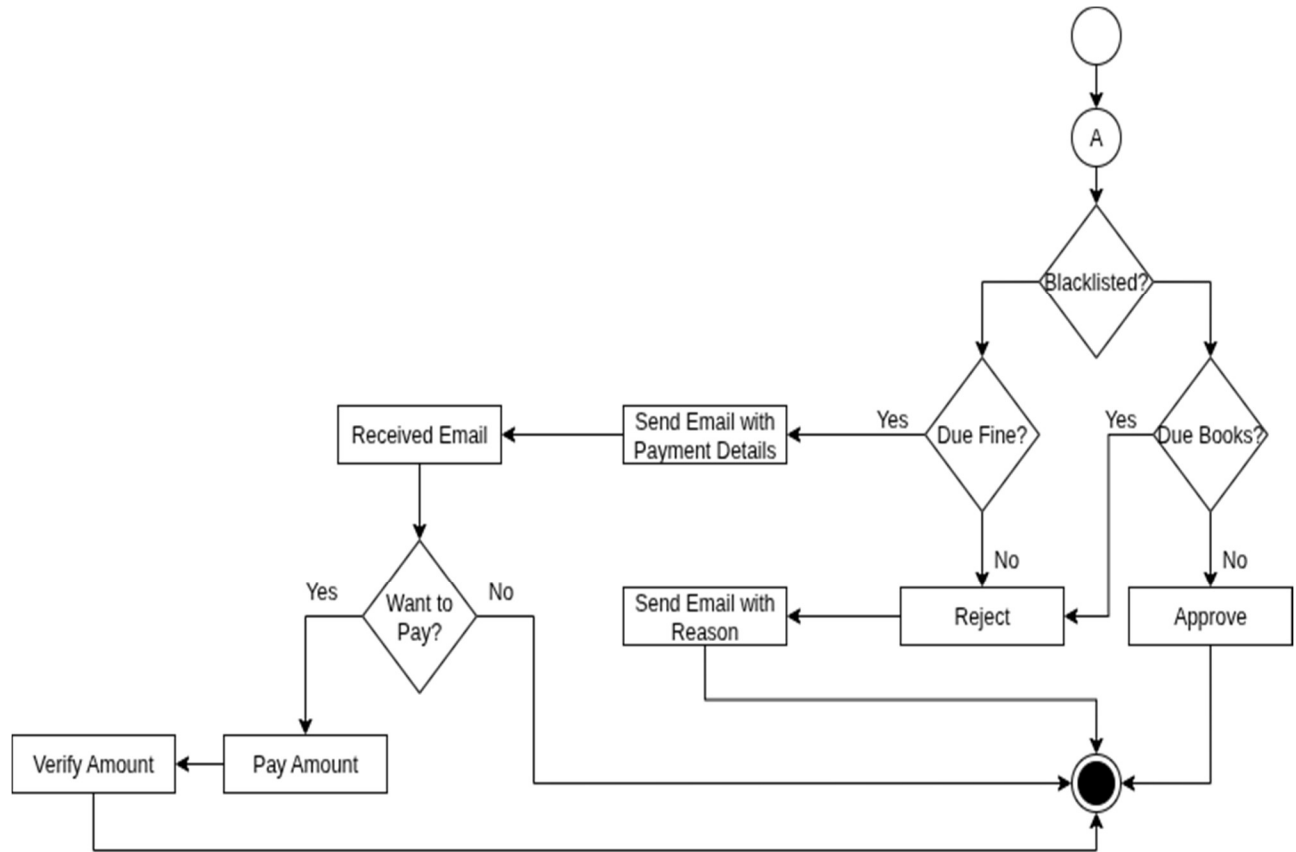 A
Blacklisted?
Yes
Due Fine?
Yes
Due Books?
Received Email
Send Email with
Payment Details
No
No
Yes
No
Want to
Pay?
Send Email with
Reason
Reject
Approve
Verify Amount
Pay Amount